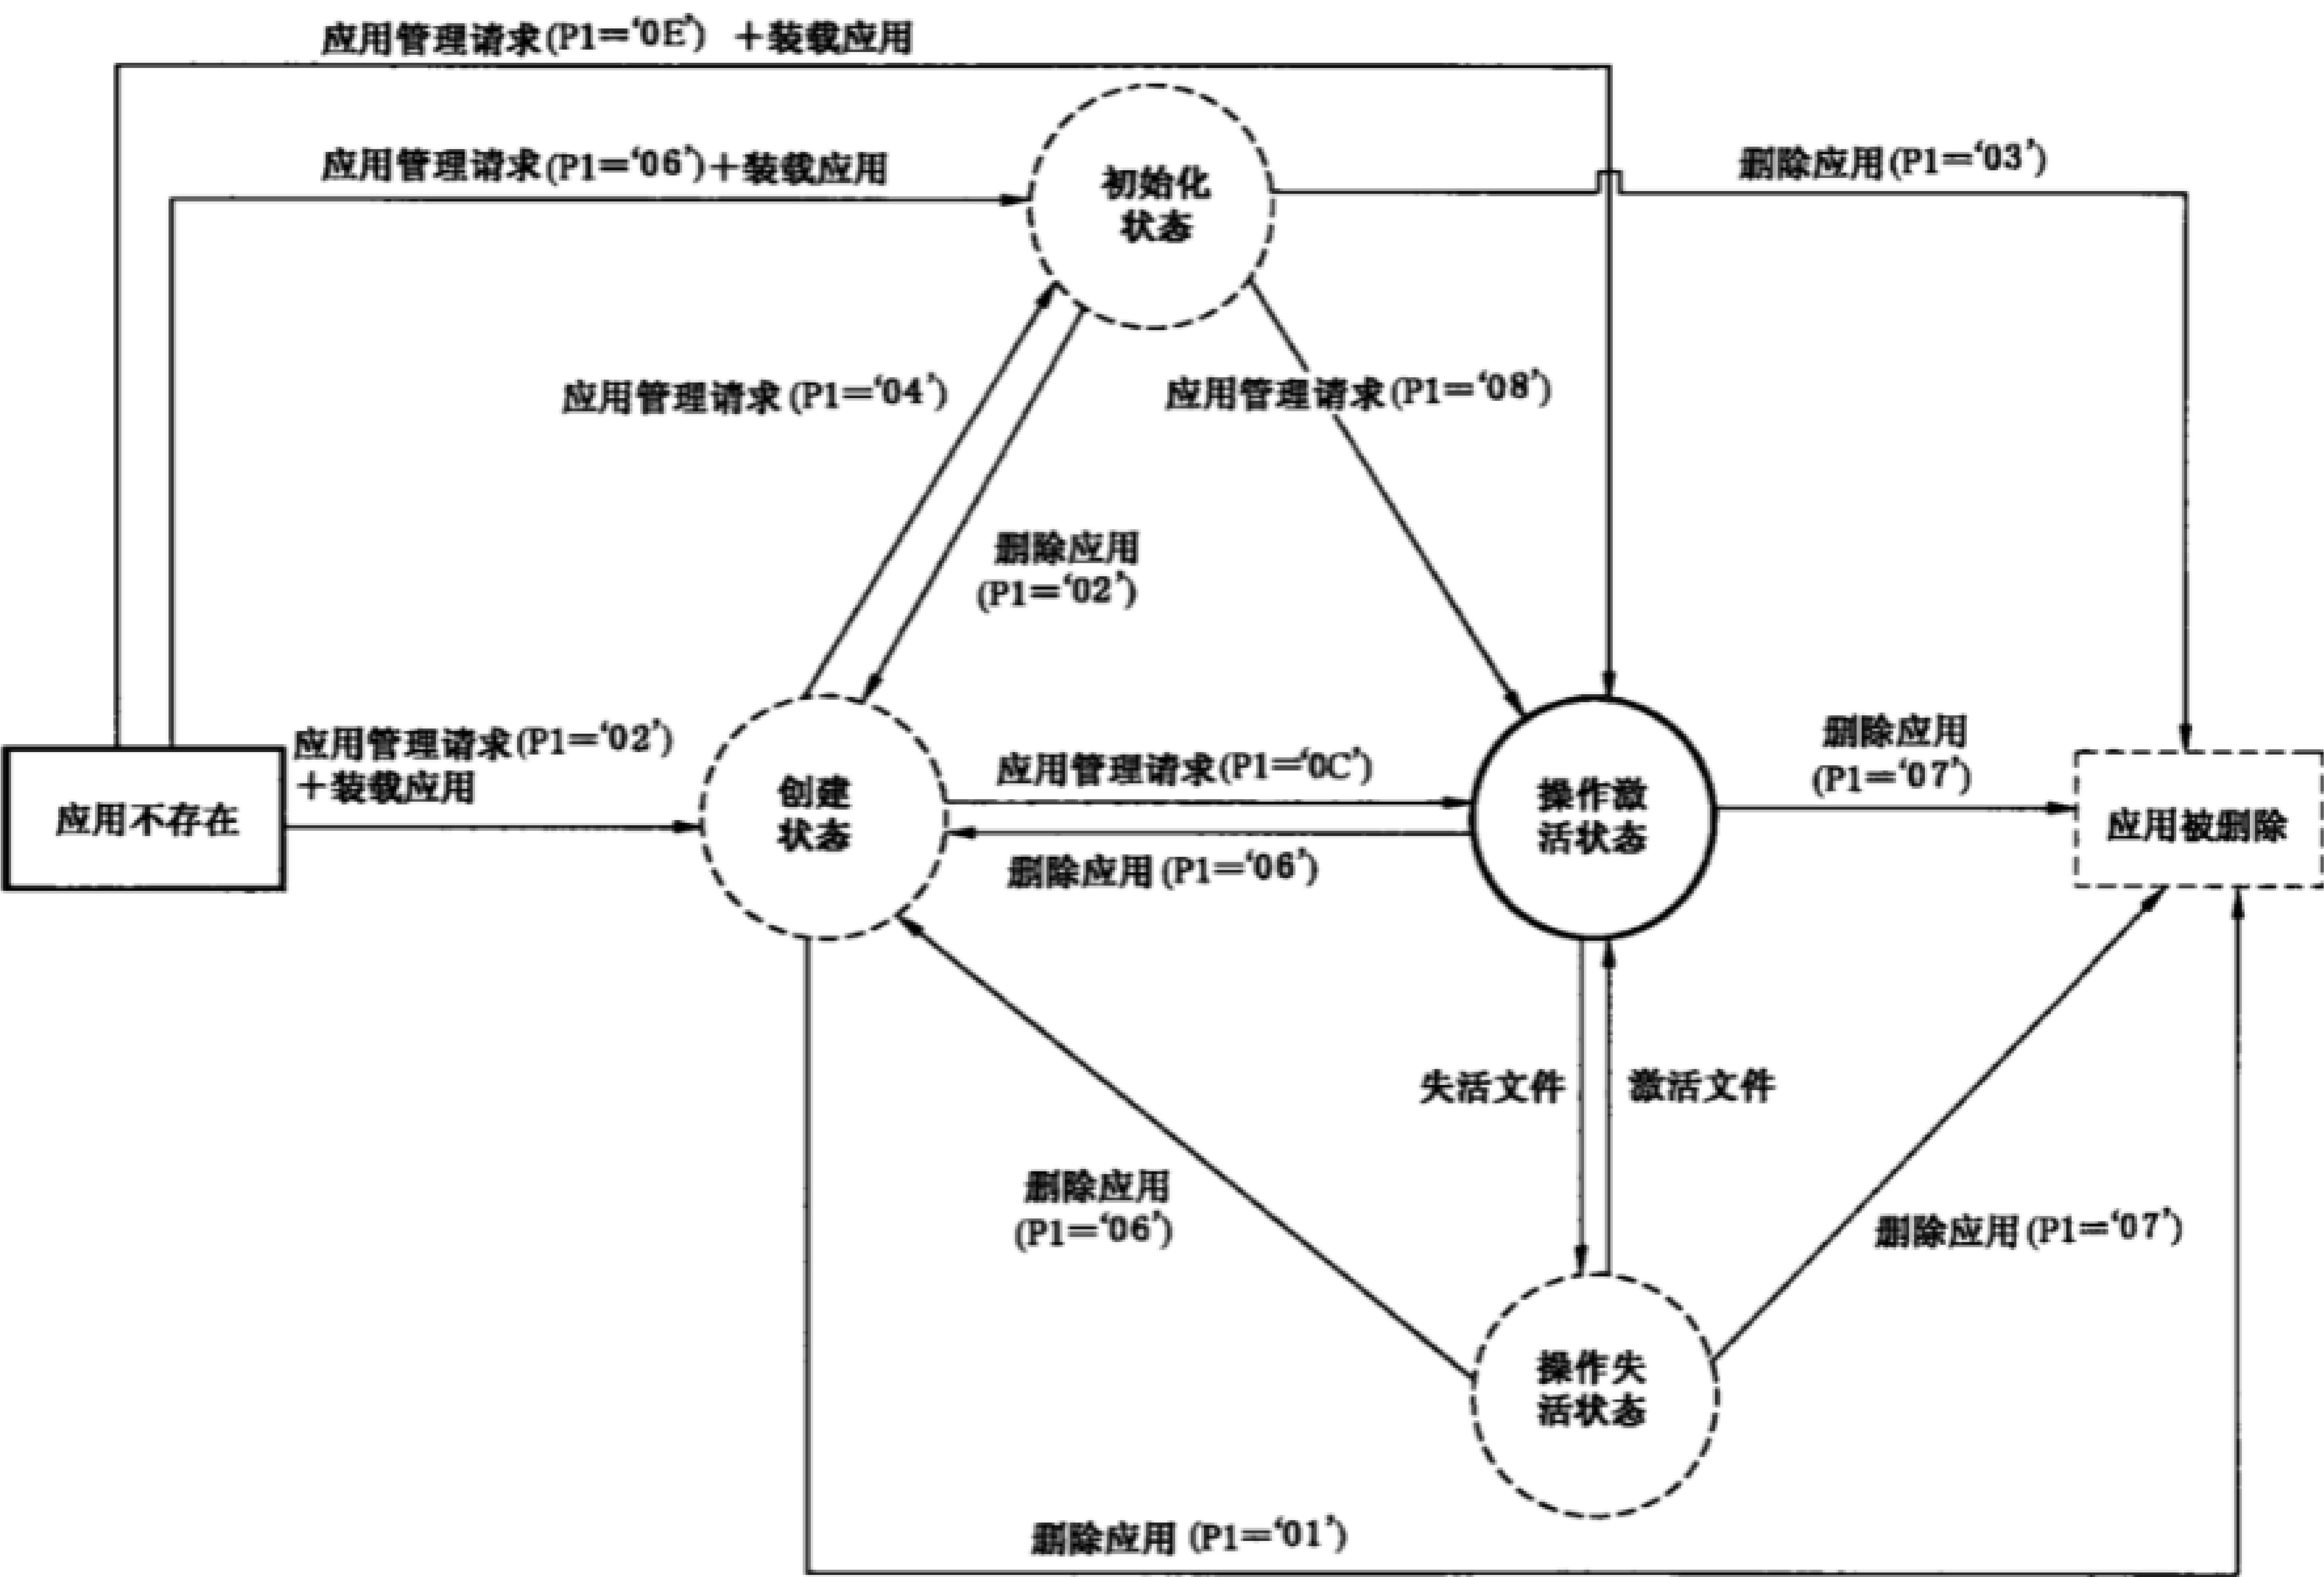 应用管理请求(P1=‘0E’) +装载应用
应用管理请求(P1=‘06’)+装载应用
初始化
状态
删除应用(P1=‘03’)
应用管理请求(P1=‘04’)
应用管理请求(P1=‘08’)
删除应用
(P1=‘02’)
应用不存在
应用管理请求(P1=‘02’)
+装载应用
创建
状态
应用管理请求(P1=‘0C’)
删除应用(P1=‘06’)
操作激
活状态
删除应用
(P1=‘07’)
应用被删除
失活文件
激活文件
删除应用
(P1=‘06’)
删除应用(P1=‘07’)
操作失
活状态
删除应用 (P1=‘01’)